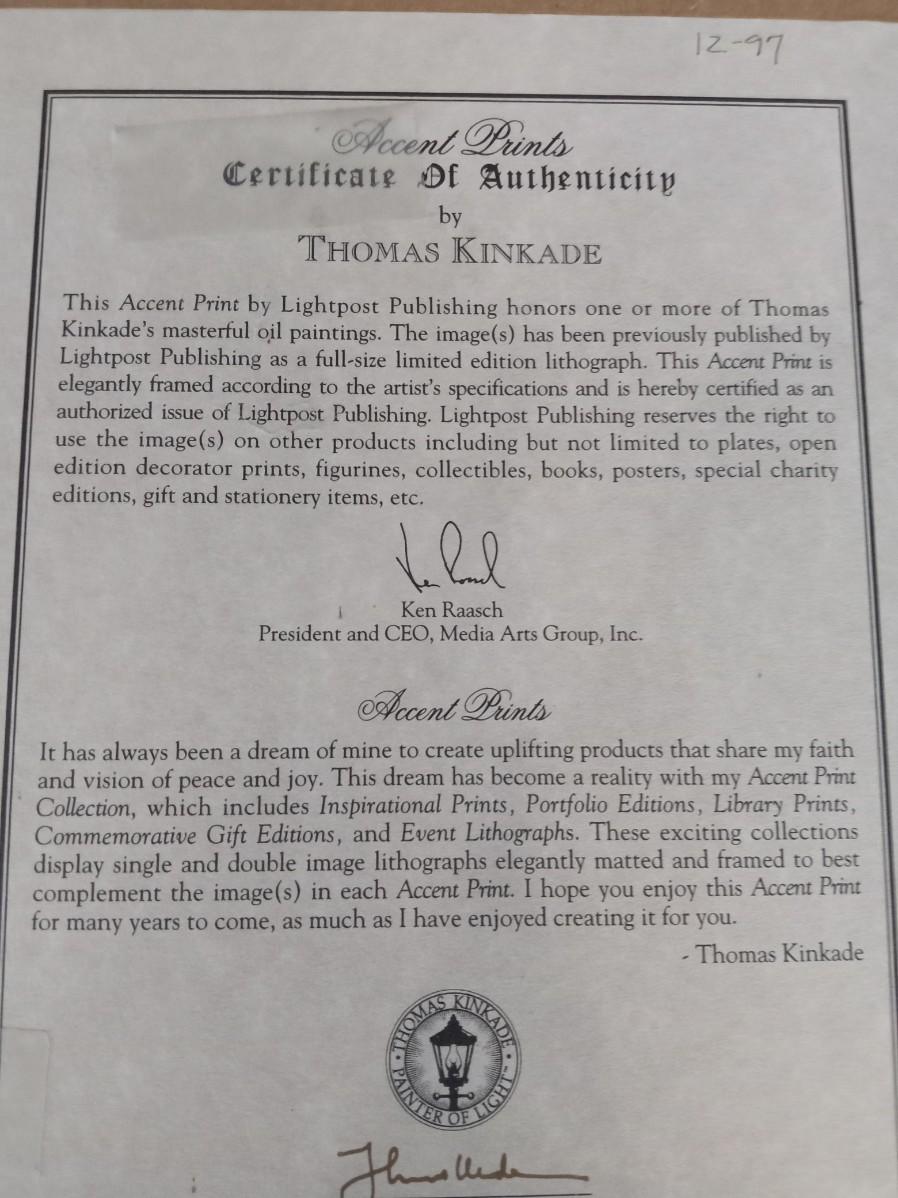 12-97
Accent Prints
Certificate Of Authenticity
by
THOMAS KINKADE
This Accent Print by Lightpost Publishing honors one or more of Thomas
Kinkade's masterful oil paintings. The image(s) has been previously published by
Lightpost Publishing as a full-size limited edition lithograph. This Accent Print is
elegantly framed according to the artist's specifications and is hereby certified as an
authorized issue of Lightpost Publishing. Lightpost Publishing reserves the right to
use the image(s) on other products including but not limited to plates, open
edition decorator prints, figurines, collectibles, books, posters, special charity
editions, gift and stationery items, etc.
Ken Raasch
President and CEO, Media Arts Group, Inc.
Accent Prints
It has always been a dream of mine to create uplifting products that share my faith
and vision of peace and joy. This dream has become a reality with my Accent Print
Collection, which includes Inspirational Prints, Portfolio Editions, Library Prints,
Commemorative Gift Editions, and Event Lithographs. These exciting collections
display single and double image lithographs elegantly matted and framed to best
complement the image(s) in each Accent Print. I hope you enjoy this Accent Print
for many years to come, as much as I have enjoyed creating it for you.
- Thomas Kinkade
THOMAS KINKADE
PAINTER OF LIGHT™